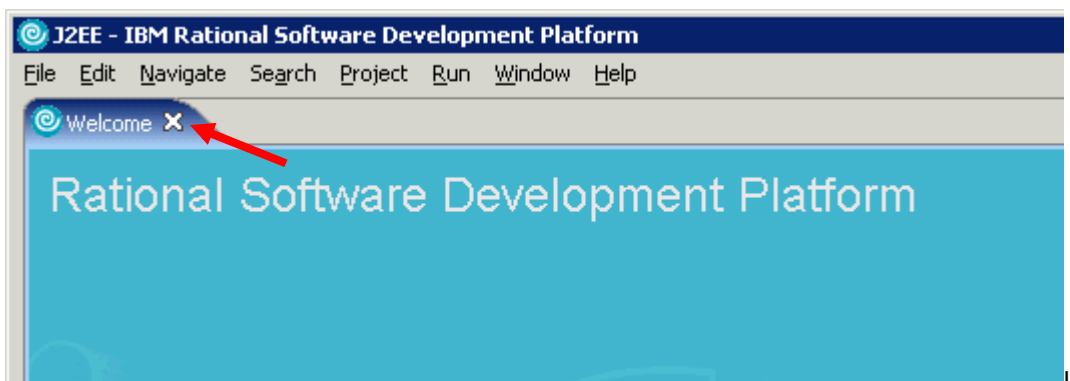 J2EE - IBM Rational Software Development Platform
File Edit Navigate Search Project Run Window Help
Welcome
Rational Software Development Platform